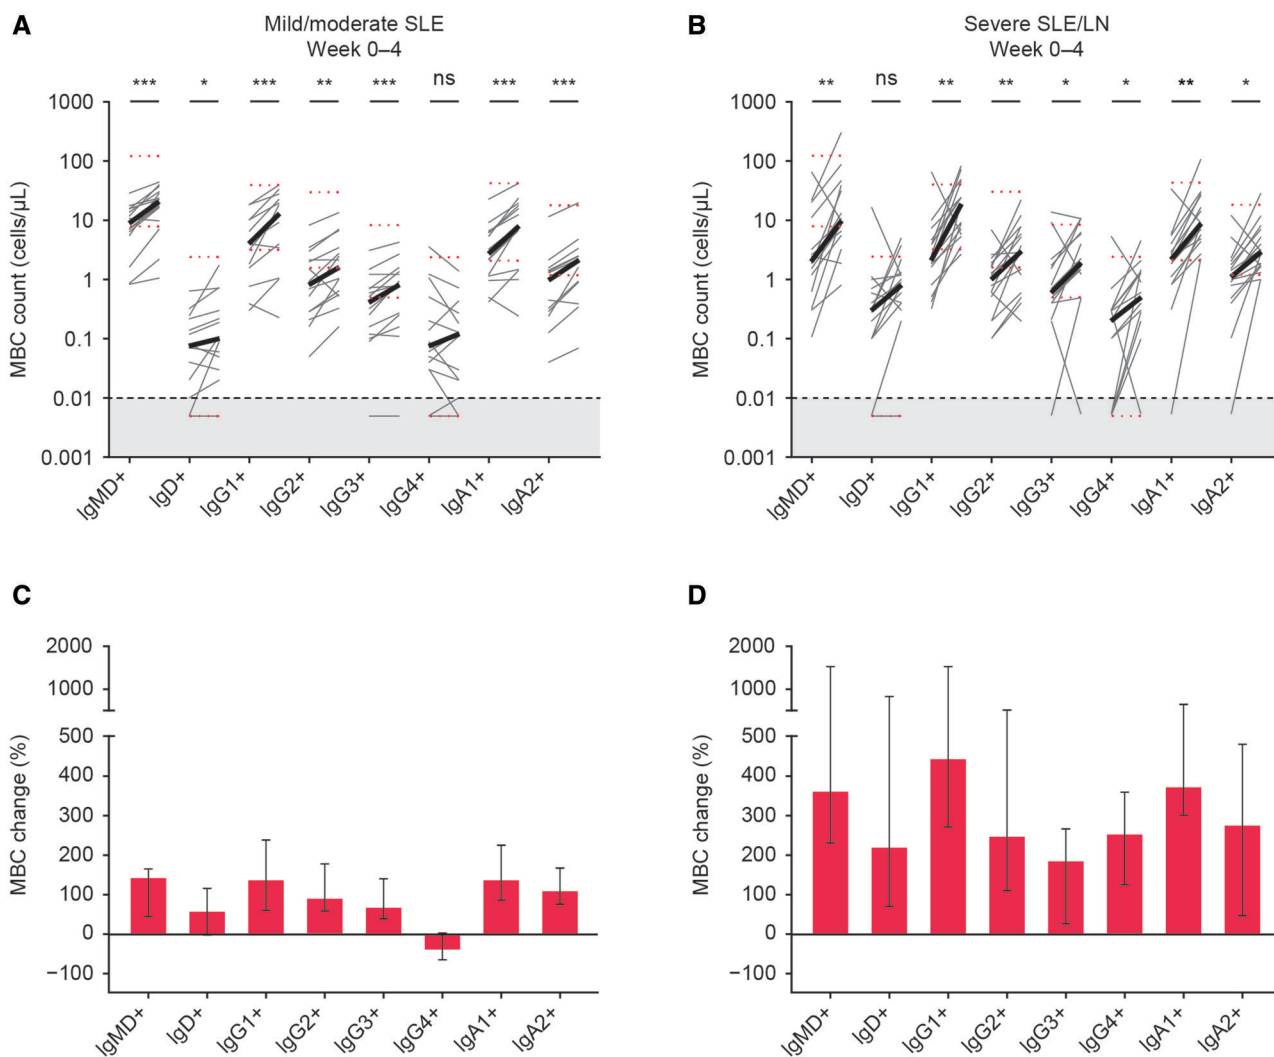 A
Mild/moderate SLE
Week 0–4
*** * *** ** *** ns *** ***
MBC count (cells/µL)
1000
100
10
1
0.1
0.01
0.001
IgMD+ IgD+ IgG1+ IgG2+ IgG3+ IgG4+ IgA1+ IgA2+
B
Severe SLE/LN
Week 0–4
** ns ** ** * * ** *
MBC count (cells/µL)
1000
100
10
1
0.1
0.01
0.001
IgMD+ IgD+ IgG1+ IgG2+ IgG3+ IgG4+ IgA1+ IgA2+
C
MBC change (%)
2000
1000
500
400
300
200
100
0
−100
IgMD+ IgD+ IgG1+ IgG2+ IgG3+ IgG4+ IgA1+ IgA2+
D
MBC change (%)
2000
1000
500
400
300
200
100
0
−100
IgMD+ IgD+ IgG1+ IgG2+ IgG3+ IgG4+ IgA1+ IgA2+